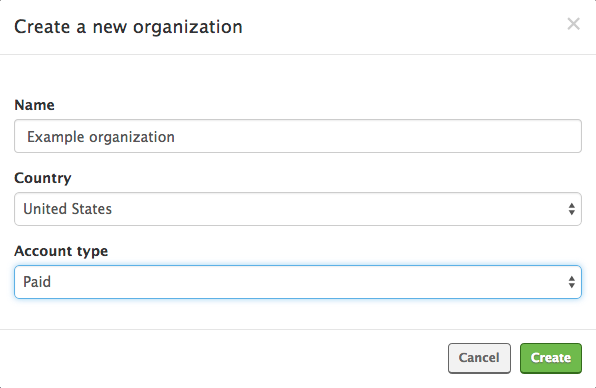 Create a new organization
Name
Example organization
Country
United States
Account type
Paid
Cancel Create